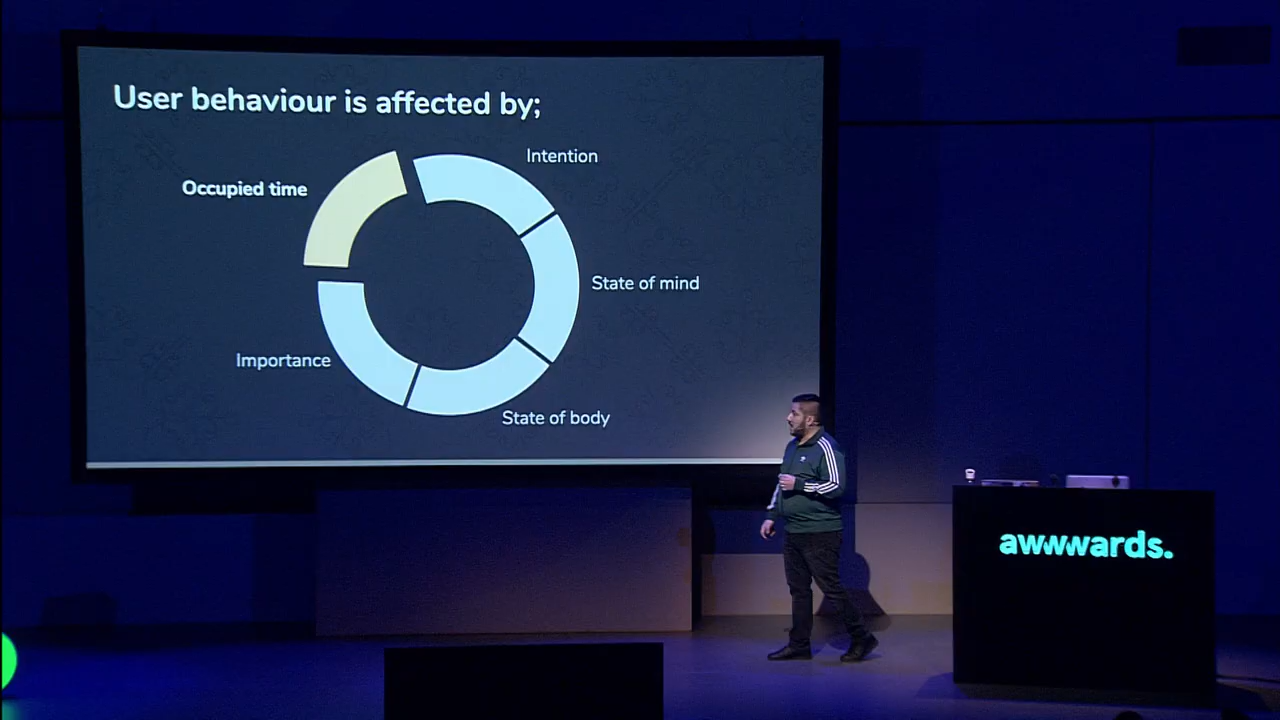 User behaviour is affected by;
Intention
Occupied time
State of mind
Importance
State of body
awwwards.